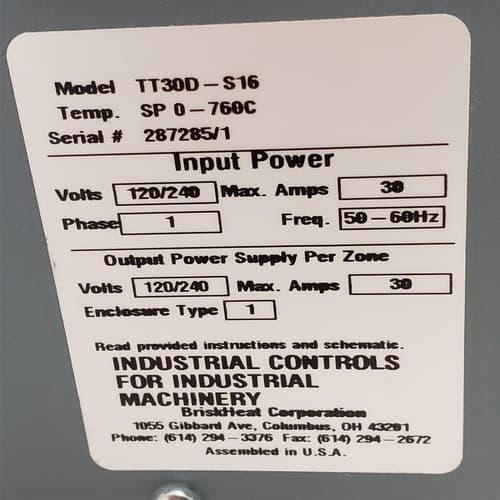 Model TT30D-S16
Temp. SP 0-760C
Serial # 287285/1
Input Power
Volts 120/240 Max. Amps 30
Phase 1 Freq. 50-60Hz
Output Power Supply Per Zone
Volts 120/240 Max. Amps 30
Enclosure Type 1
Read provided instructions and schematic.
INDUSTRIAL CONTROLS
FOR INDUSTRIAL
MACHINERY
BriskHeat Corporation
1055 Gibbard Ave, Columbus, OH 43201
Phone: (614) 294-3376 Fax: (614) 294-2672
Assembled in U.S.A.